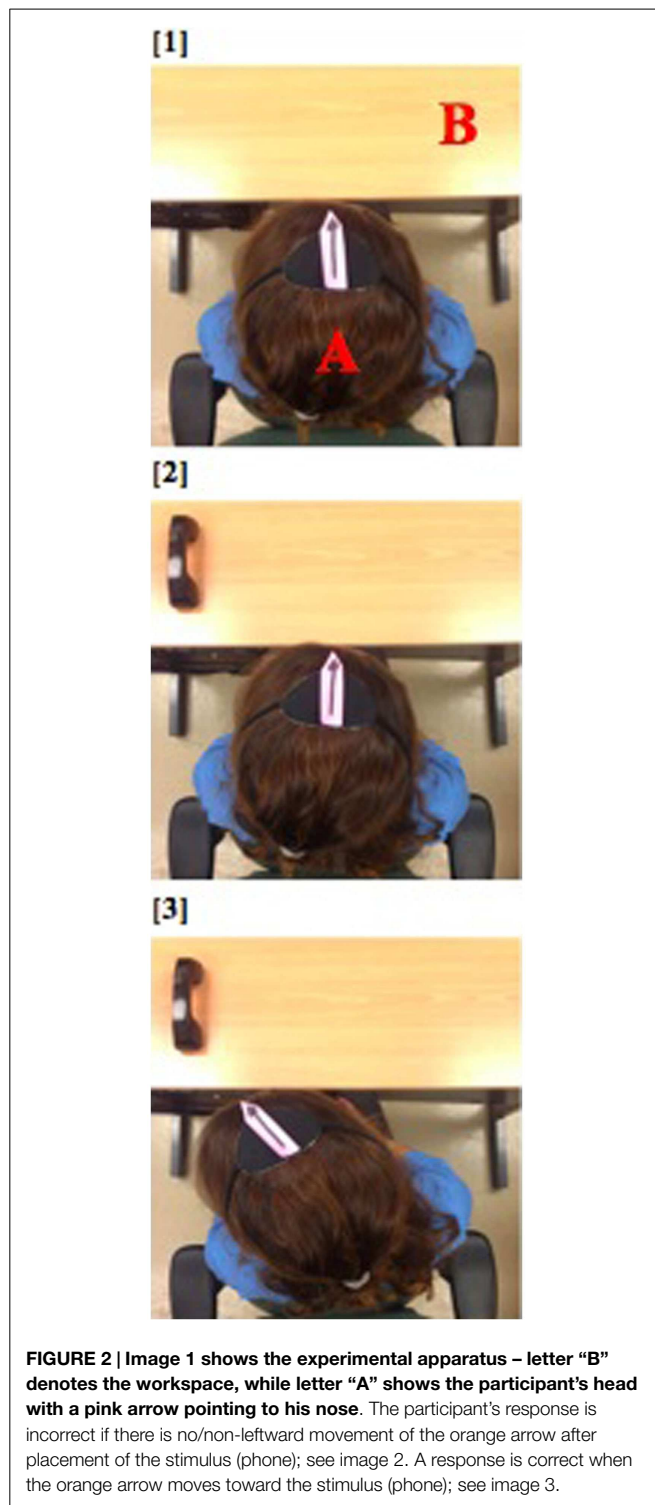 [1]
B
A
[2]
[3]
FIGURE 2 | Image 1 shows the experimental apparatus – letter “B”
denotes the workspace, while letter “A” shows the participant’s head
with a pink arrow pointing to his nose. The participant’s response is
incorrect if there is no/non-leftward movement of the orange arrow after
placement of the stimulus (phone); see image 2. A response is correct when
the orange arrow moves toward the stimulus (phone); see image 3.